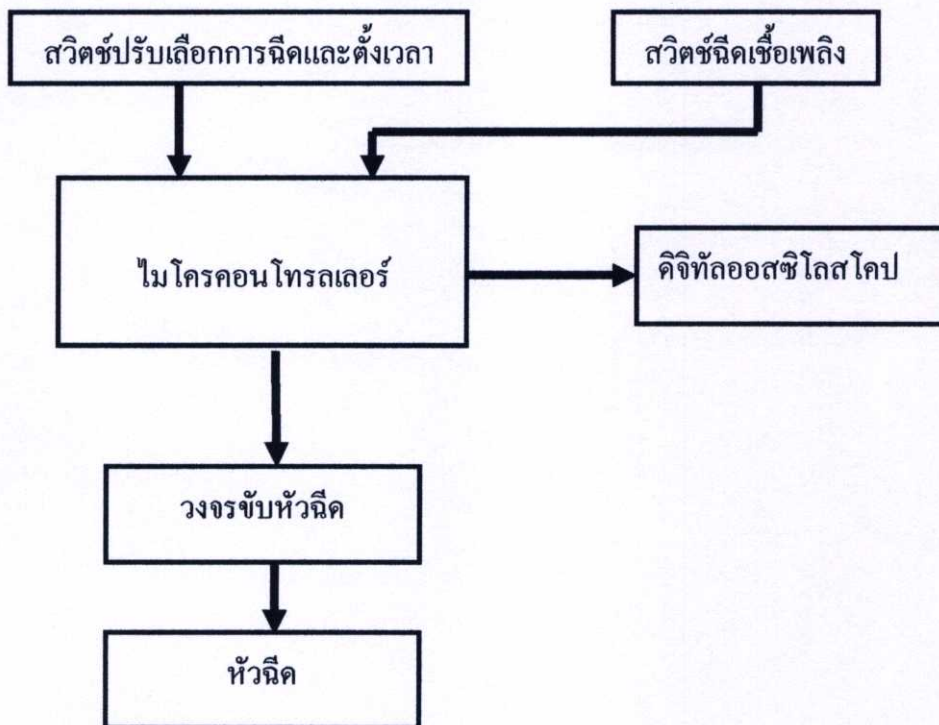 สวิตช์ปรับเลือกการฉีดและตั้งเวลา
สวิตช์ฉีดเชื้อเพลิง
ไมโครคอนโทรลเลอร์
ดิจิทัลออสซิโลสโคป
วงจรขับหัวฉีด
หัวฉีด